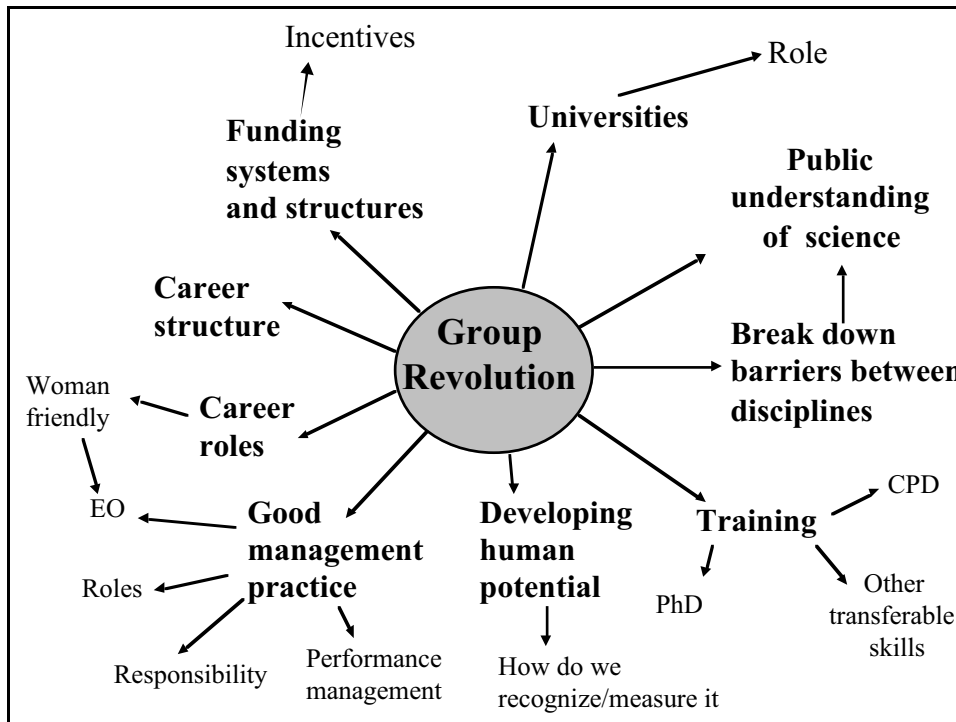 Incentives
Role
Funding
systems
and structures
Universities
Public
understanding
of science
Career
structure
Group
Revolution
Break down
barriers between
disciplines
Woman
friendly
Career
roles
EO
Good
management
practice
Developing
human
potential
Training
CPD
Roles
PhD
Other
transferable
skills
Responsibility
Performance
management
How do we
recognize/measure it